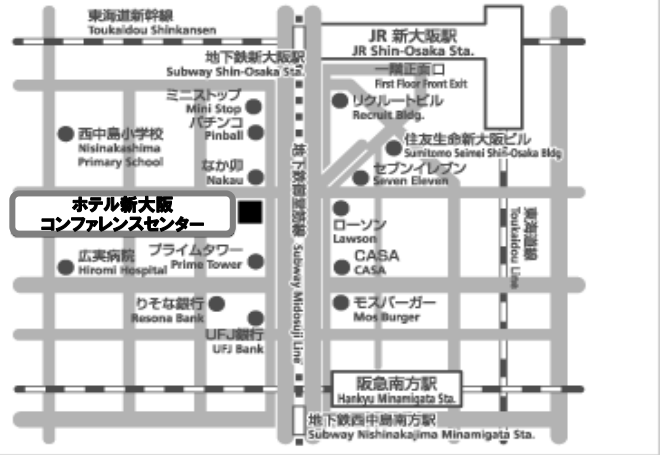 東海道新幹線
Toukaidou Shinkansen
JR 新大阪駅
JR Shin-Osaka Sta.
地下鉄新大阪駅
Subway Shin-Osaka Sta.
一階正面口
First Floor Front Exit
ミニストップ
Mini Stop
リクルートビル
Recruit Bldg.
パチンコ
Pinball
西中島小学校
Nisinakashima
Primary School
住友生命新大阪ビル
Sumitomo Seimei Shin-Osaka Bldg
なか卯
Nakau
セブンイレブン
Seven Eleven
地下鉄御堂筋線 Subway Midosuji Line
ホテル新大阪
コンファレンスセンター
ローソン
Lawson
東海道線
Toukaidou Line
広実病院
Hiromi Hospital
プライムタワー
Prime Tower
CASA
CASA
りそな銀行
Resona Bank
モスバーガー
Mos Burger
UFJ銀行
UFJ Bank
阪急南方駅
Hankyu Minamigata Sta.
地下鉄西中島南方駅
Subway Nishinakajima Minamigata Sta.